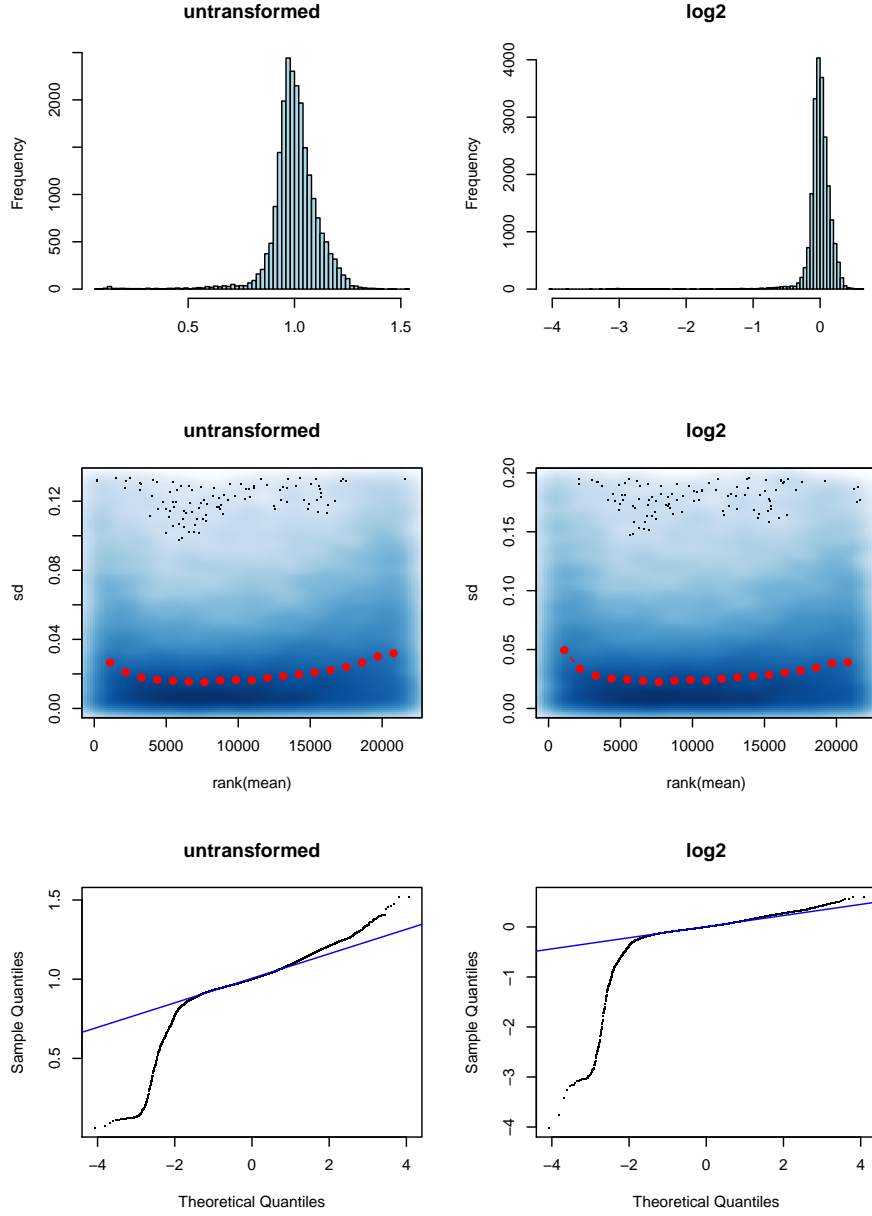 untransformed
log2
Frequency
0 500 1000 2000
0.5 1.0 1.5
Frequency
0 1000 2000 3000 4000
−4 −3 −2 −1 0
untransformed
log2
sd
0.00 0.04 0.08 0.12
0 5000 10000 15000 20000
rank(mean)
sd
0.00 0.05 0.10 0.15 0.20
0 5000 10000 15000 20000
rank(mean)
untransformed
log2
Sample Quantiles
0.5 1.0 1.5
−4 −2 0 2 4
Theoretical Quantiles
Sample Quantiles
−4 −3 −2 −1 0
−4 −2 0 2 4
Theoretical Quantiles